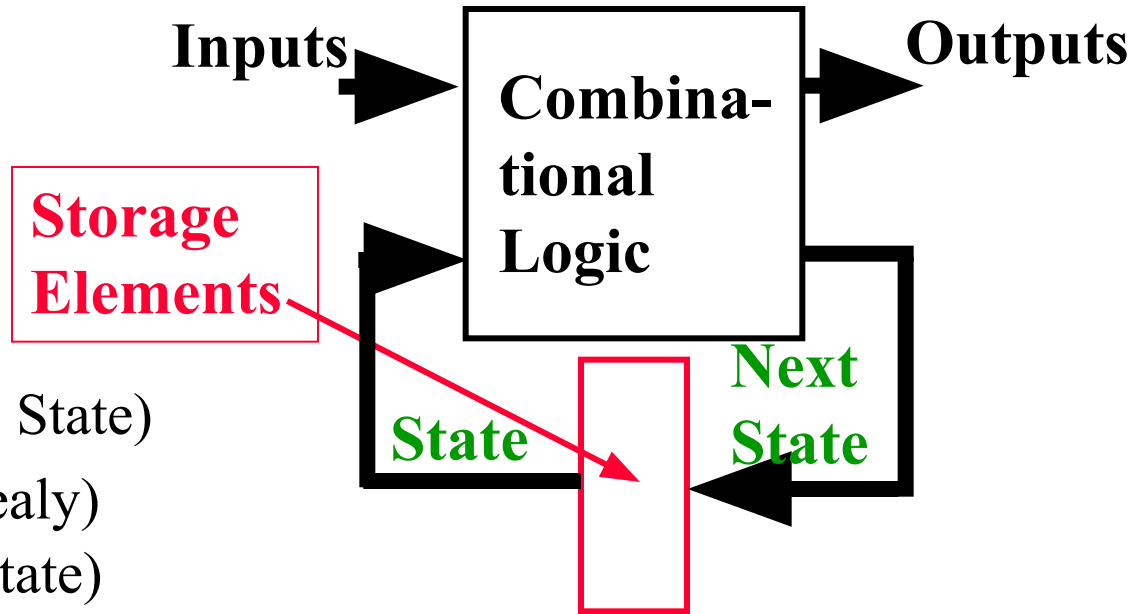 Inputs
Outputs
Combina-
tional
Logic
Storage
Elements
Next
State
State
State)
ealy)
tate)